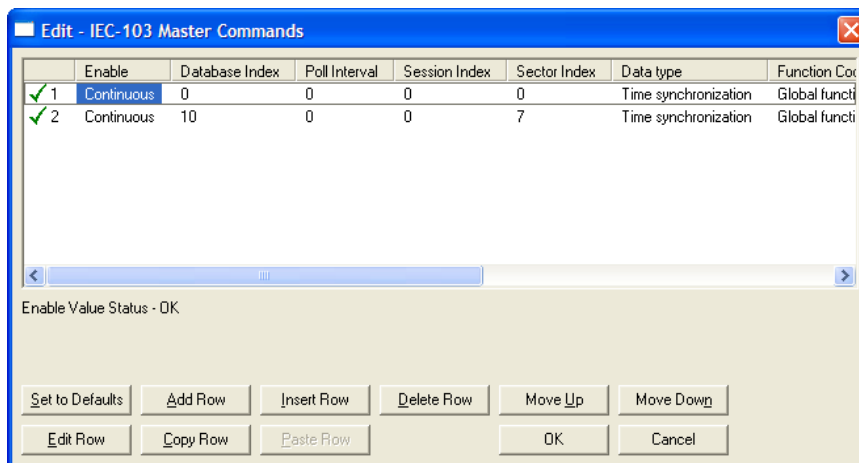 Edit - IEC-103 Master Commands
Enable Database Index Poll Interval Session Index Sector Index Data type Function Cod
1 Continuous 0 0 0 0 Time synchronization Global functi
2 Continuous 10 0 0 7 Time synchronization Global functi
Enable Value Status - OK
Set to Defaults Add Row Insert Row Delete Row Move Up Move Down
Edit Row Copy Row Paste Row OK Cancel